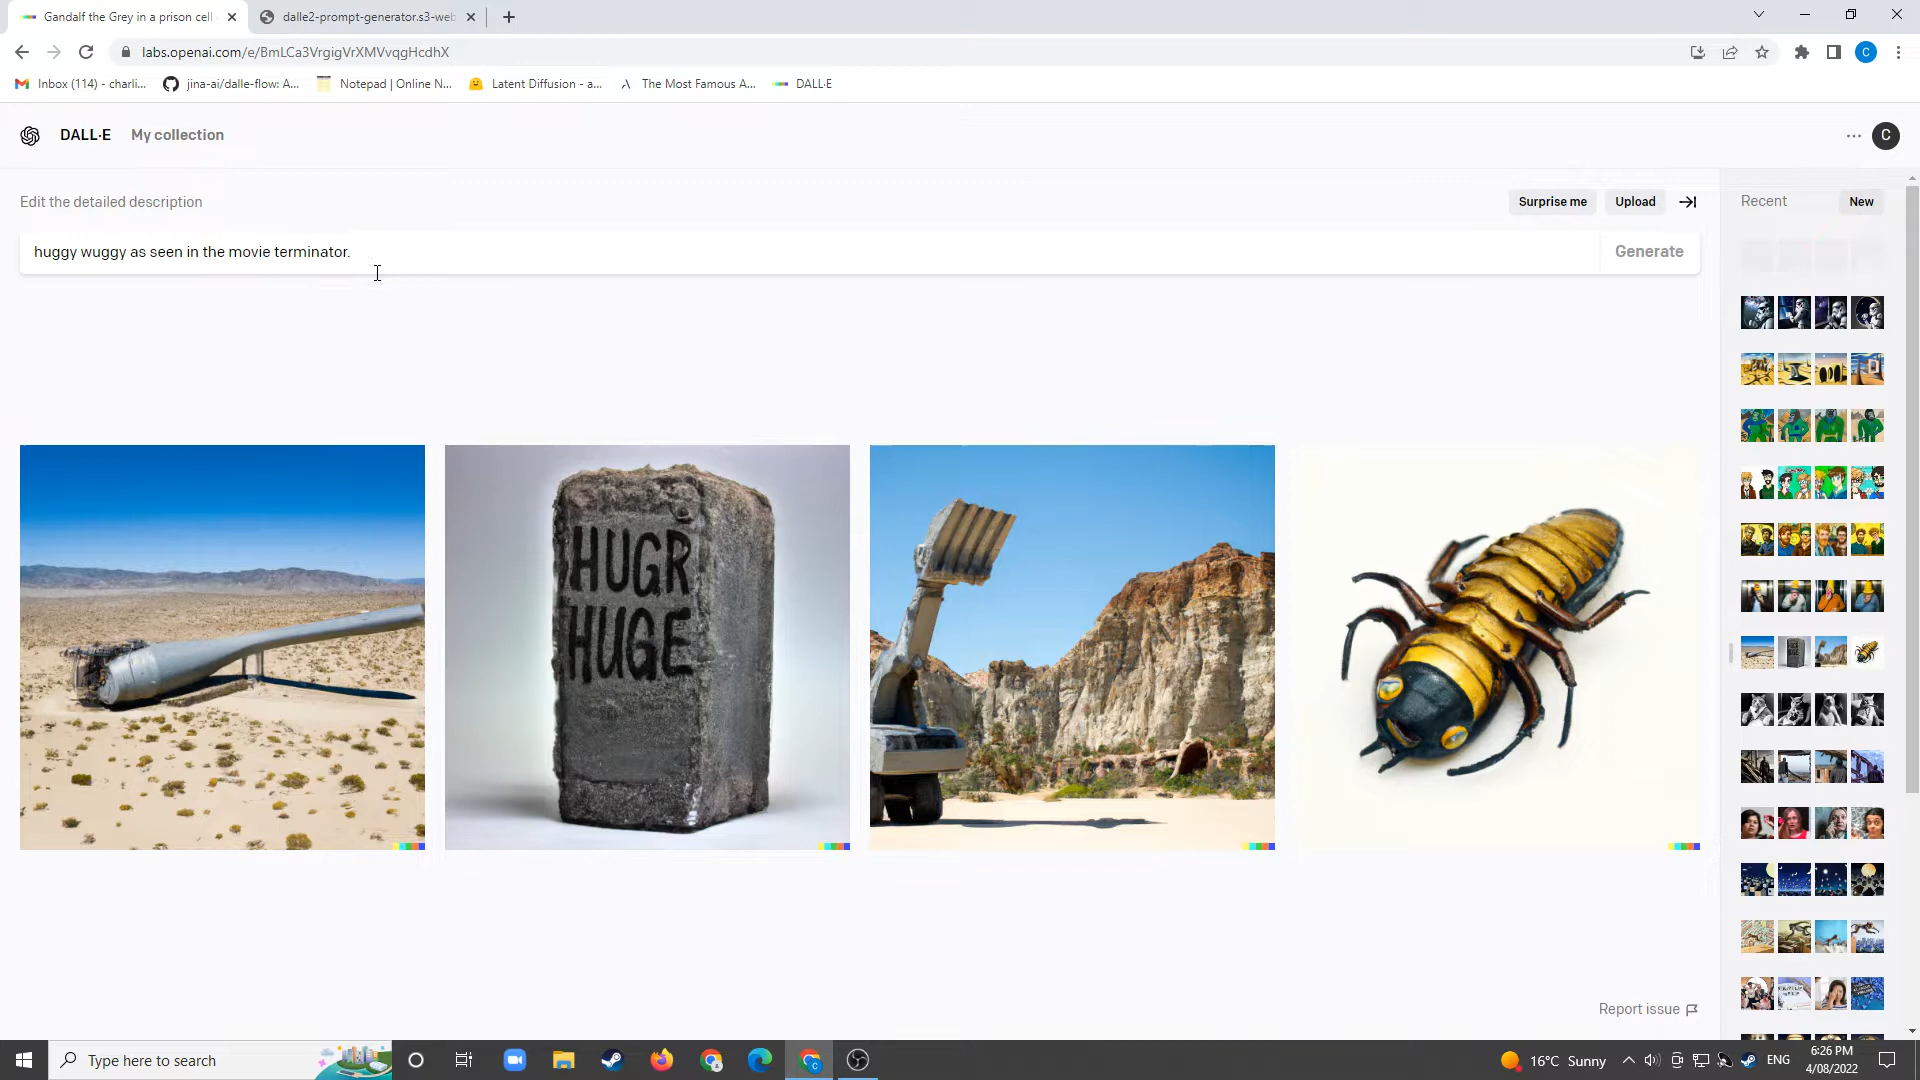 Gandalf the Grey in a prison cell
dalle2-prompt-generator.s3-web
labs.openai.com/e/BmLCa3VrgigVrXMVvqgHcdhX
C
Inbox (114) - charli...
jina-ai/dalle-flow: A...
Notepad | Online N...
Latent Diffusion - a...
The Most Famous A...
DALL·E
DALL·E
My collection
C
Edit the detailed description
Surprise me
Upload
Recent
New
huggy wuggy as seen in the movie terminator.
Generate
HUGR
HUGE
Report issue
Type here to search
16°C Sunny
ENG
6:26 PM
4/08/2022